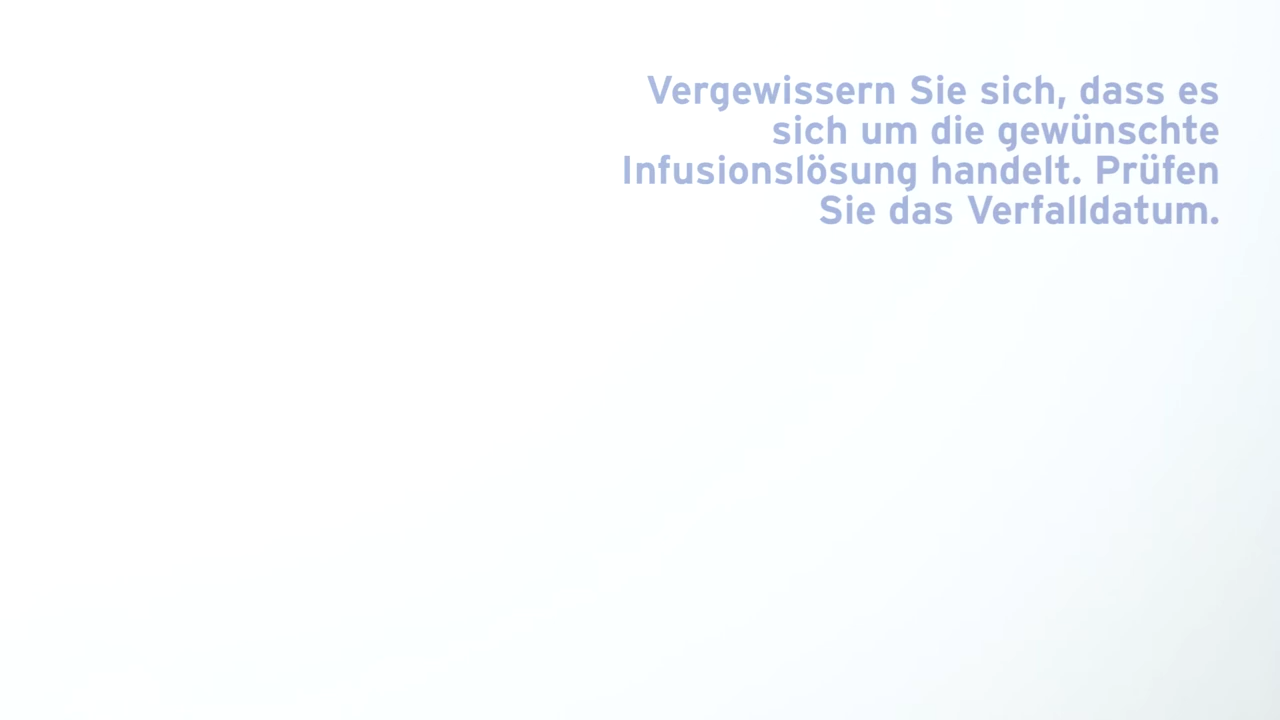 Vergewissern Sie sich, dass es
sich um die gewünschte
Infusionslösung handelt. Prüfen
Sie das Verfalldatum.